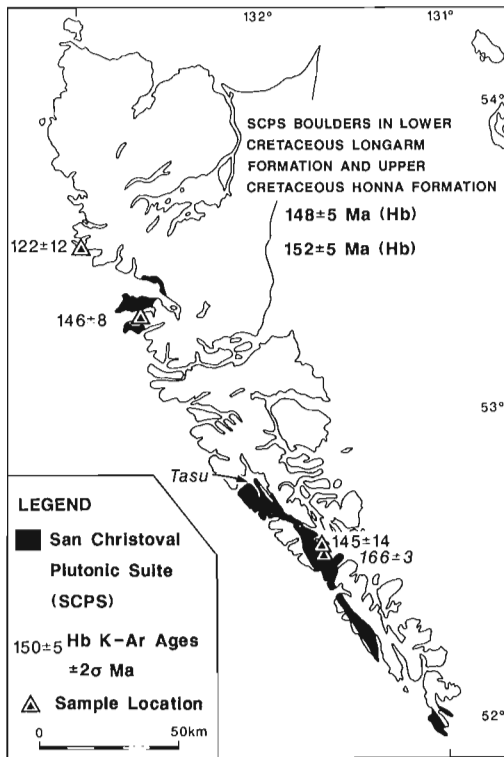 132°
131°
54°
SCPS BOULDERS IN LOWER
CRETACEOUS LONGARM
FORMATION AND UPPER
CRETACEOUS HONNA FORMATION
148±5 Ma (Hb)
152±5 Ma (Hb)
122±12
146±8
53°
Tasu
145±14
166±3
52°
LEGEND
San Christoval
Plutonic Suite
(SCPS)
150±5 Hb K-Ar Ages
±2σ Ma
Sample Location
0 50km